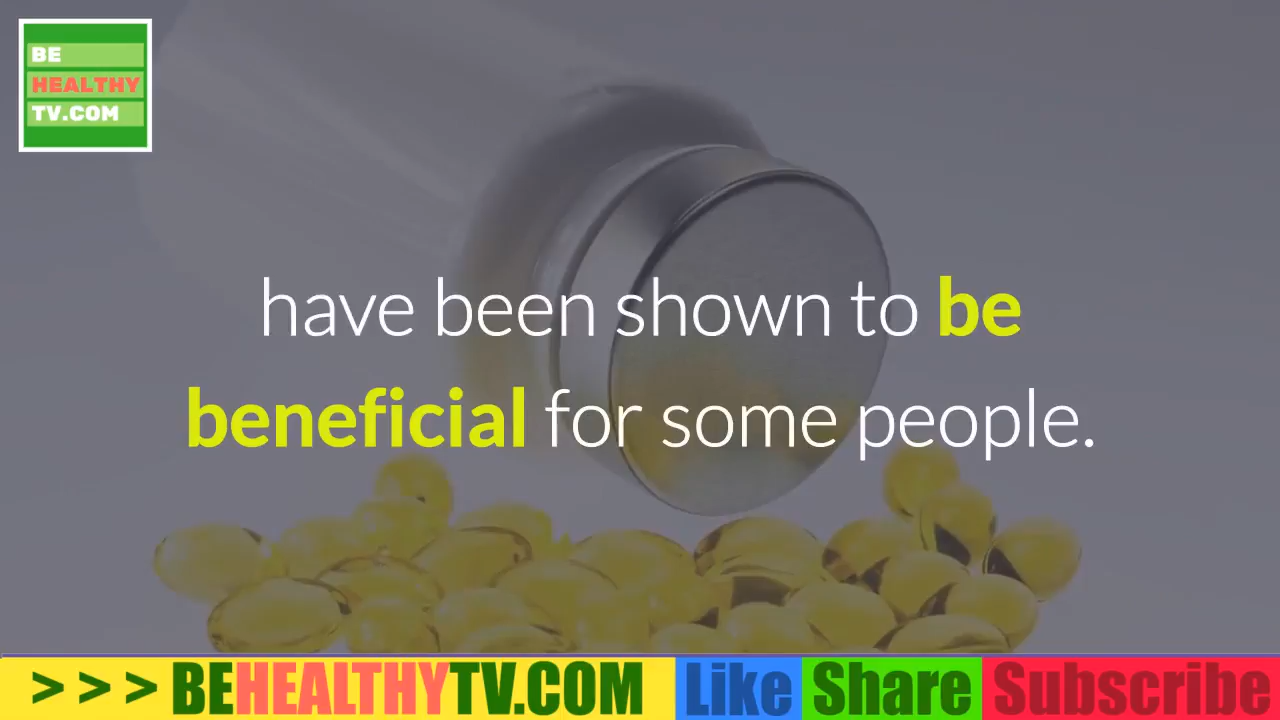 BE
HEALTHY
TV.COM
have been shown to be
beneficial for some people.
> > > BEHEALTHYTV.COM Like Share Subscribe